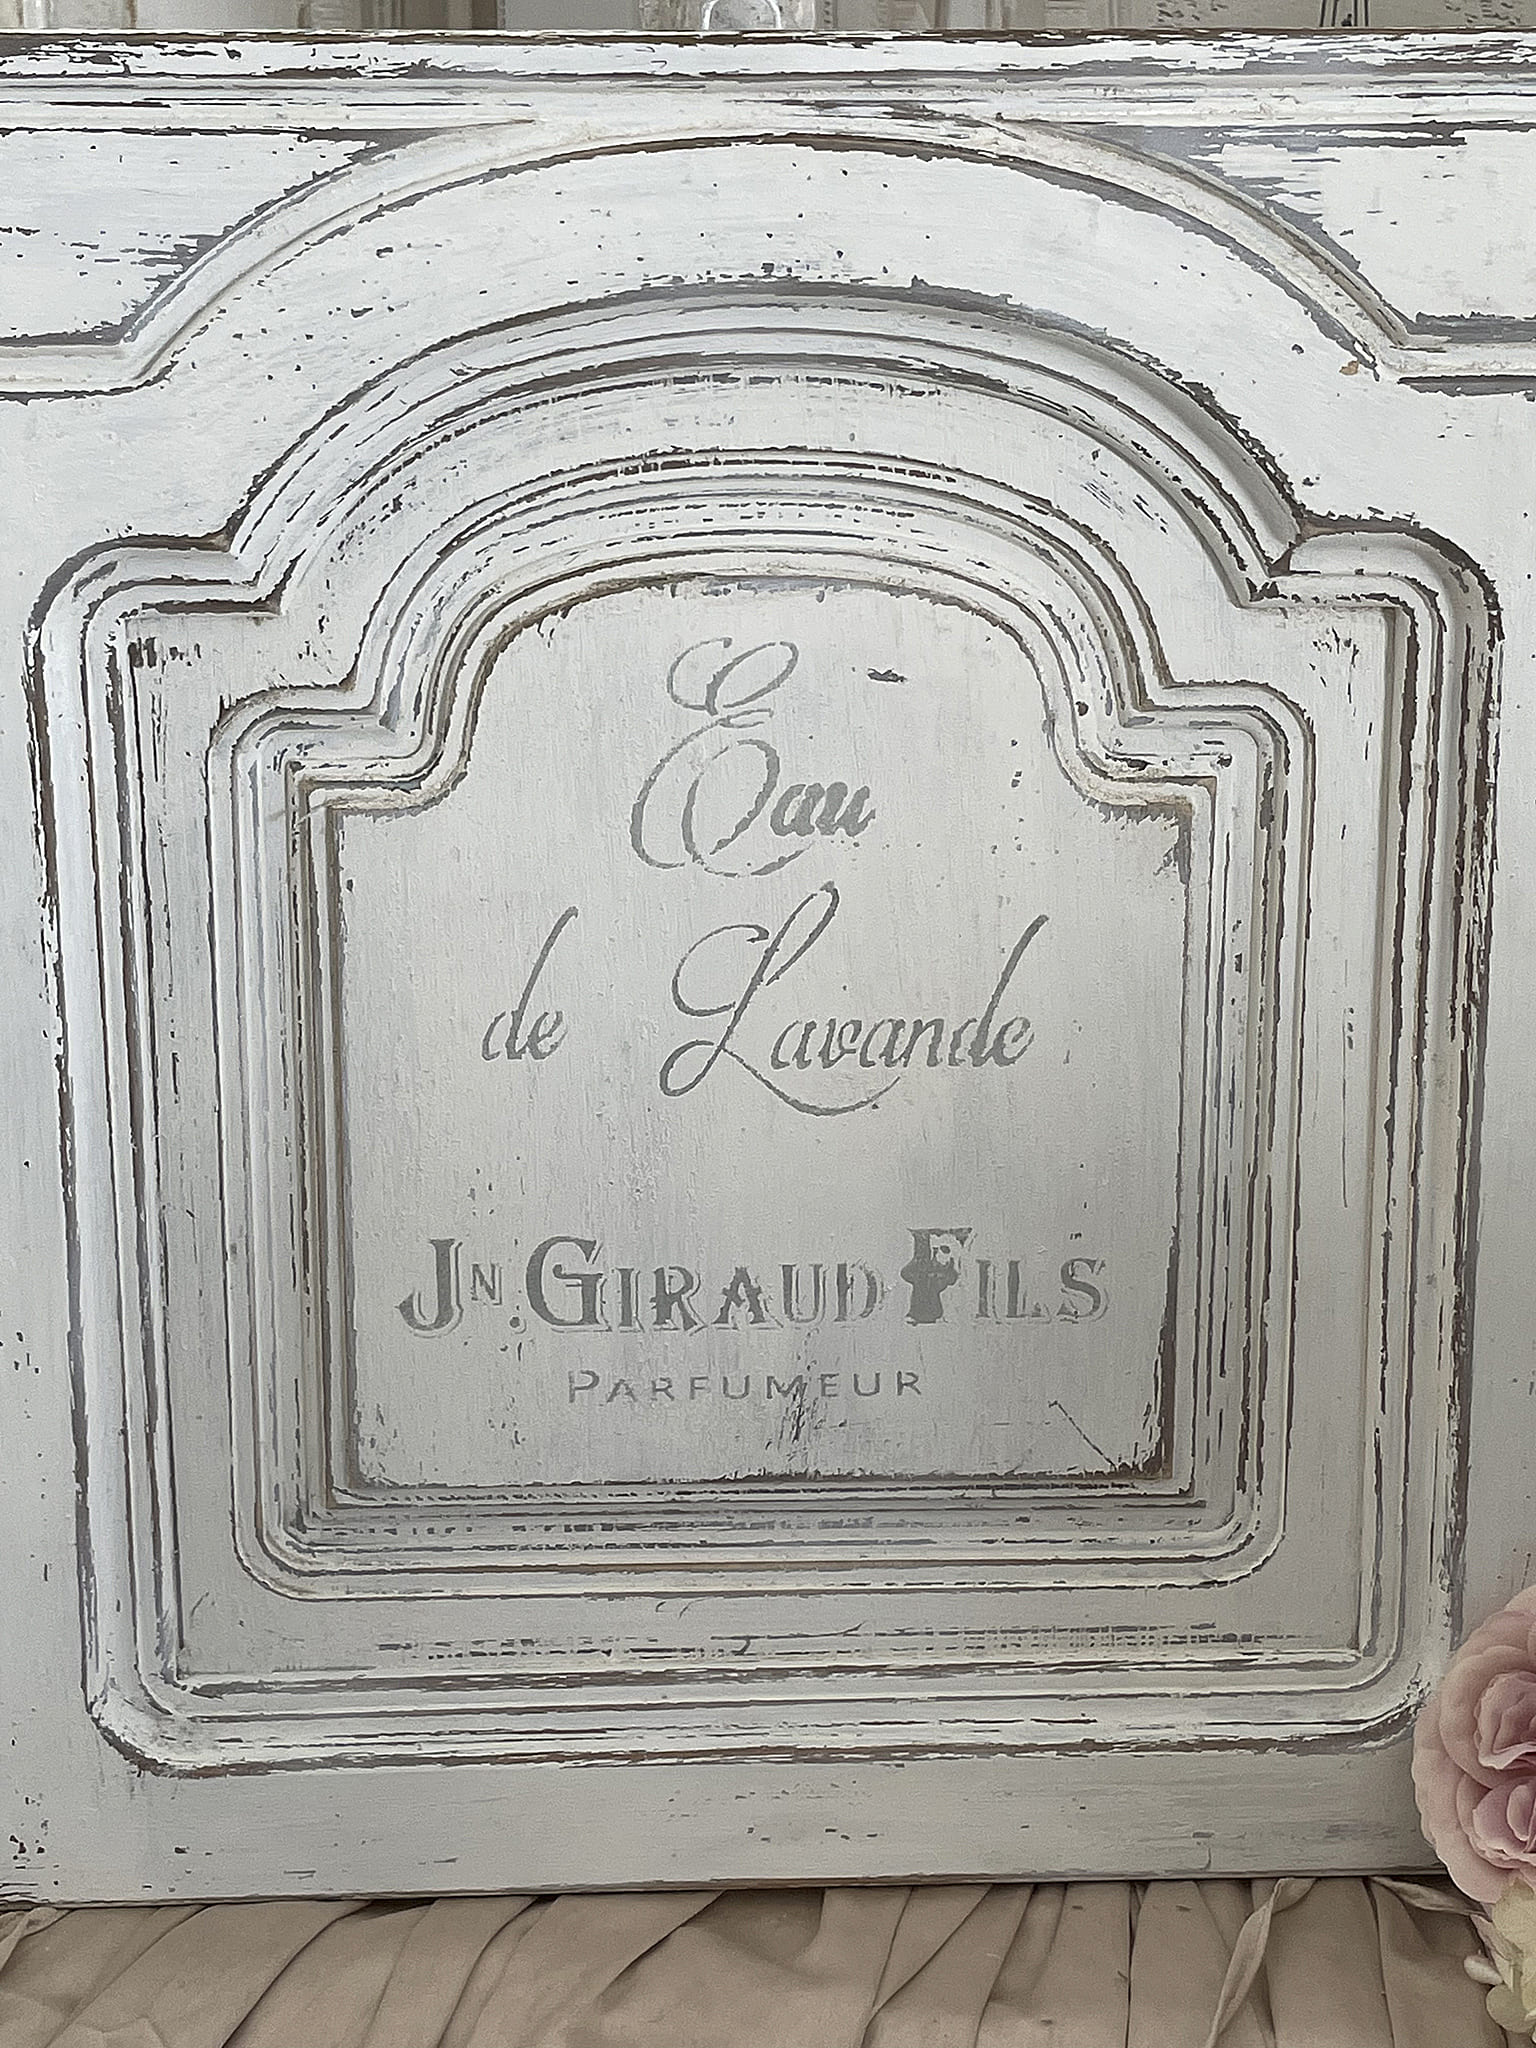 Eau
de Lavande
JN. GIRAUD FILS
PARFUMEUR